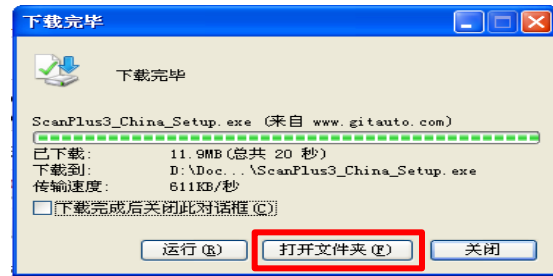 下载完毕
下载完毕
ScanPlus3_China_Setup.exe (来自 www.gitauto.com)
已下载: 11.9MB(总共 20 秒)
下载到: D:\Doc...\ScanPlus3_China_Setup.exe
传输速度: 611KB/秒
下载完成后关闭此对话框(C)
运行(R) 打开文件夹(F) 关闭